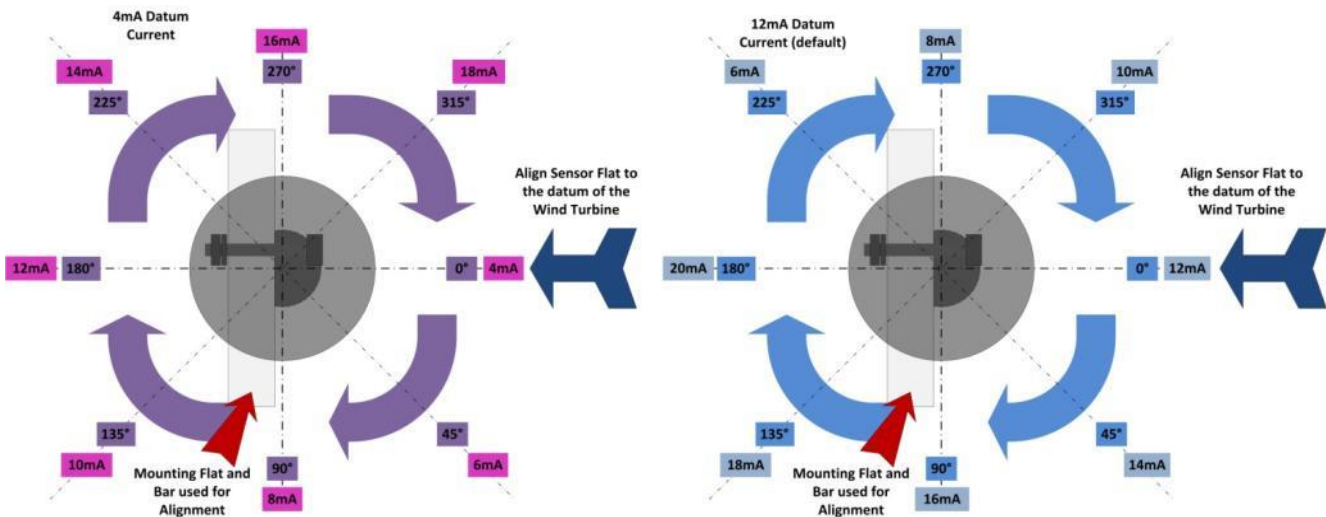 4mA Datum
Current
16mA
270°
14mA
225°
18mA
315°
Align Sensor Flat to
the datum of the
Wind Turbine
12mA
180°
0°
4mA
135°
10mA
45°
6mA
90°
8mA
Mounting Flat and
Bar used for
Alignment
12mA Datum
Current (default)
8mA
270°
6mA
225°
10mA
315°
Align Sensor Flat to
the datum of the
Wind Turbine
20mA
180°
0°
12mA
135°
18mA
45°
14mA
90°
16mA
Mounting Flat and
Bar used for
Alignment